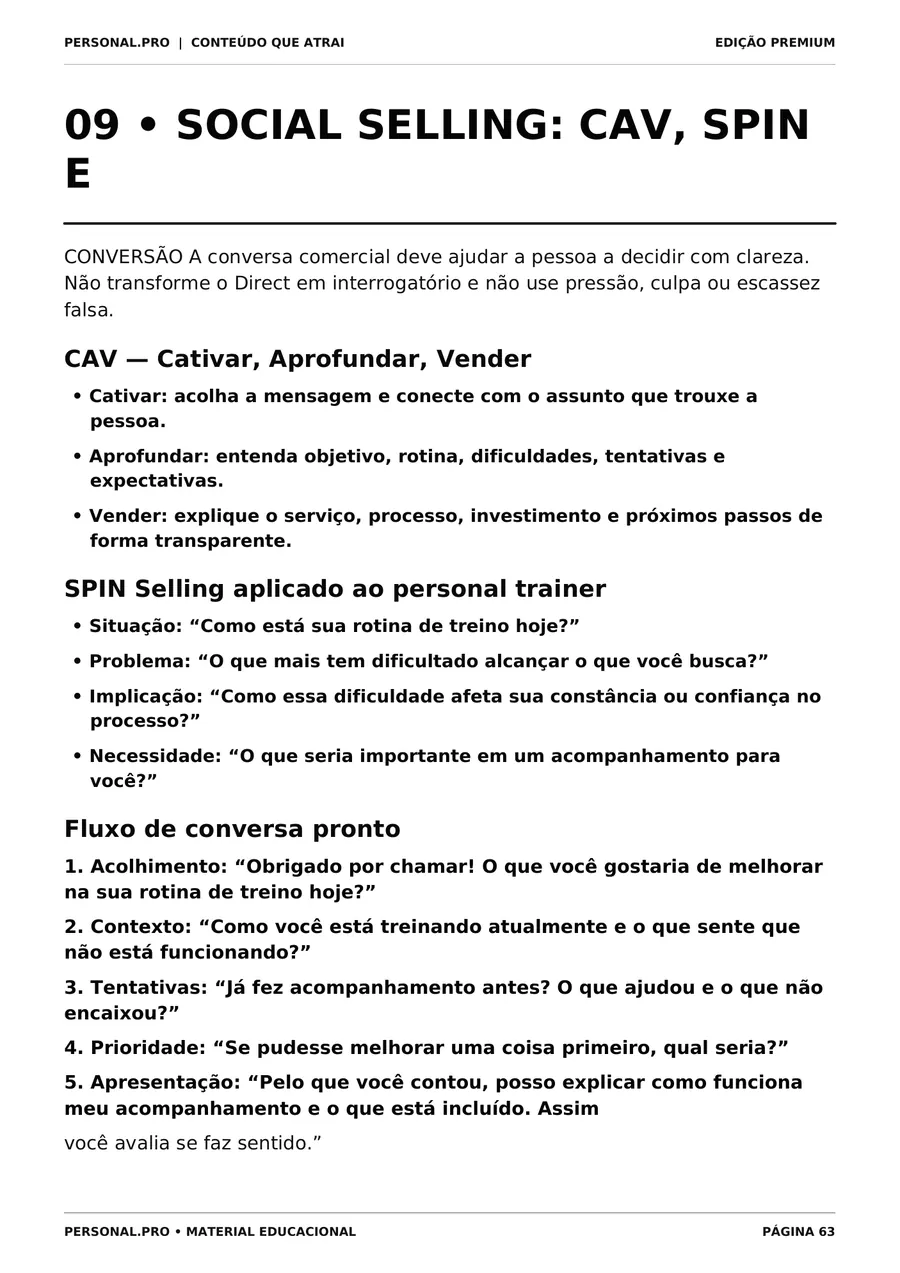 PERSONAL.PRO | CONTEÚDO QUE ATRAI EDIÇÃO PREMIUM
09 • SOCIAL SELLING: CAV, SPIN
E
CONVERSÃO A conversa comercial deve ajudar a pessoa a decidir com clareza.
Não transforme o Direct em interrogatório e não use pressão, culpa ou escassez
falsa.
CAV — Cativar, Aprofundar, Vender
• Cativar: acolha a mensagem e conecte com o assunto que trouxe a
pessoa.
• Aprofundar: entenda objetivo, rotina, dificuldades, tentativas e
expectativas.
• Vender: explique o serviço, processo, investimento e próximos passos de
forma transparente.
SPIN Selling aplicado ao personal trainer
• Situação: “Como está sua rotina de treino hoje?”
• Problema: “O que mais tem dificultado alcançar o que você busca?”
• Implicação: “Como essa dificuldade afeta sua constância ou confiança no
processo?”
• Necessidade: “O que seria importante em um acompanhamento para
você?”
Fluxo de conversa pronto
1. Acolhimento: “Obrigado por chamar! O que você gostaria de melhorar
na sua rotina de treino hoje?”
2. Contexto: “Como você está treinando atualmente e o que sente que
não está funcionando?”
3. Tentativas: “Já fez acompanhamento antes? O que ajudou e o que não
encaixou?”
4. Prioridade: “Se pudesse melhorar uma coisa primeiro, qual seria?”
5. Apresentação: “Pelo que você contou, posso explicar como funciona
meu acompanhamento e o que está incluído. Assim
você avalia se faz sentido.”
PERSONAL.PRO • MATERIAL EDUCACIONAL PÁGINA 63